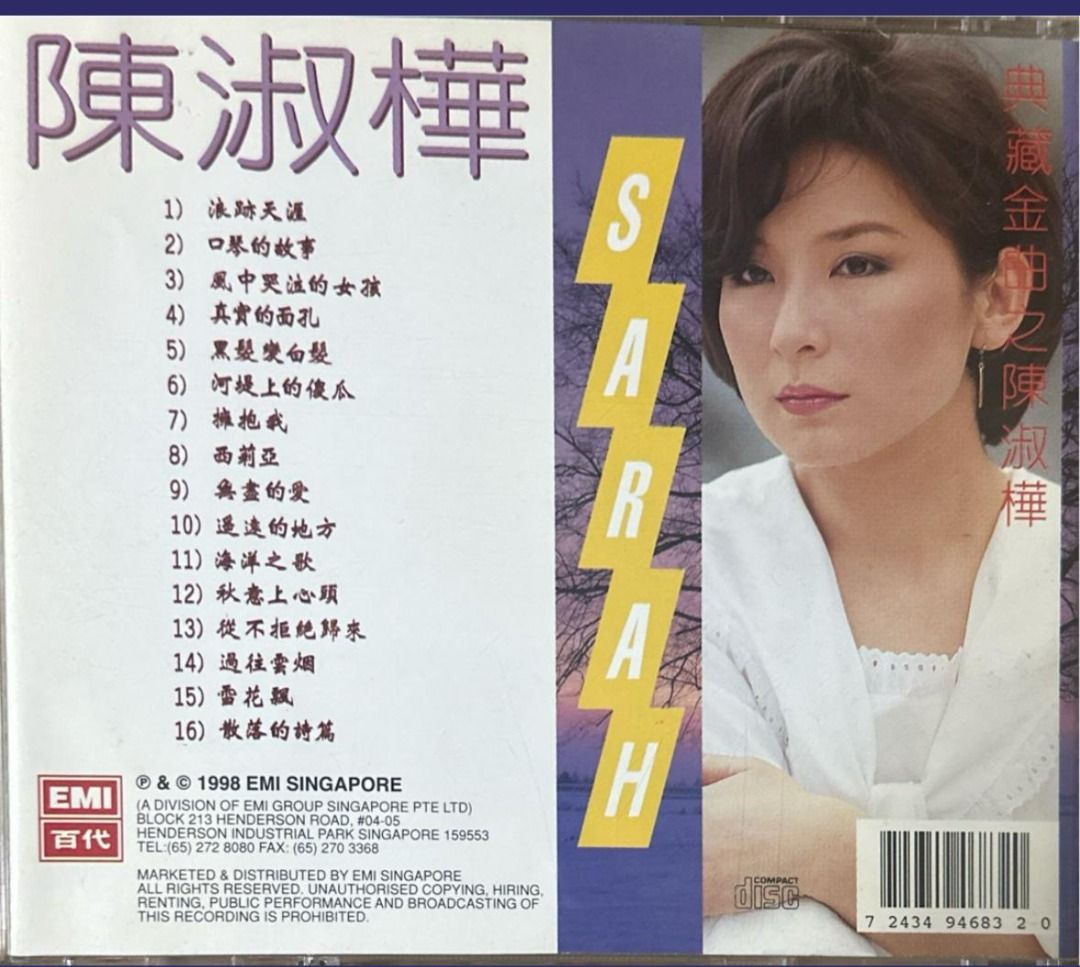 陳淑樺
1) 浪跡天涯
2) 口琴的故事
3) 風中哭泣的女孩
4) 真實的面孔
5) 黑髮變白髮
6) 河堤上的傻瓜
7) 擁抱我
8) 西莉亞
9) 無盡的愛
10) 遥遠的地方
11) 海洋之歌
12) 秋意上心頭
13) 從不拒絕歸來
14) 過往雲烟
15) 雪花飄
16) 散落的詩篇
EMI
百代
℗ & © 1998 EMI SINGAPORE
(A DIVISION OF EMI GROUP SINGAPORE PTE LTD)
BLOCK 213 HENDERSON ROAD, #04-05
HENDERSON INDUSTRIAL PARK SINGAPORE 159553
TEL:(65) 272 8080 FAX: (65) 270 3368
MARKETED & DISTRIBUTED BY EMI SINGAPORE
ALL RIGHTS RESERVED. UNAUTHORISED COPYING, HIRING,
RENTING, PUBLIC PERFORMANCE AND BROADCASTING OF
THIS RECORDING IS PROHIBITED.
SARAH
典藏金曲之陳淑樺
COMPACT
disc
7 2434 94683 2 0